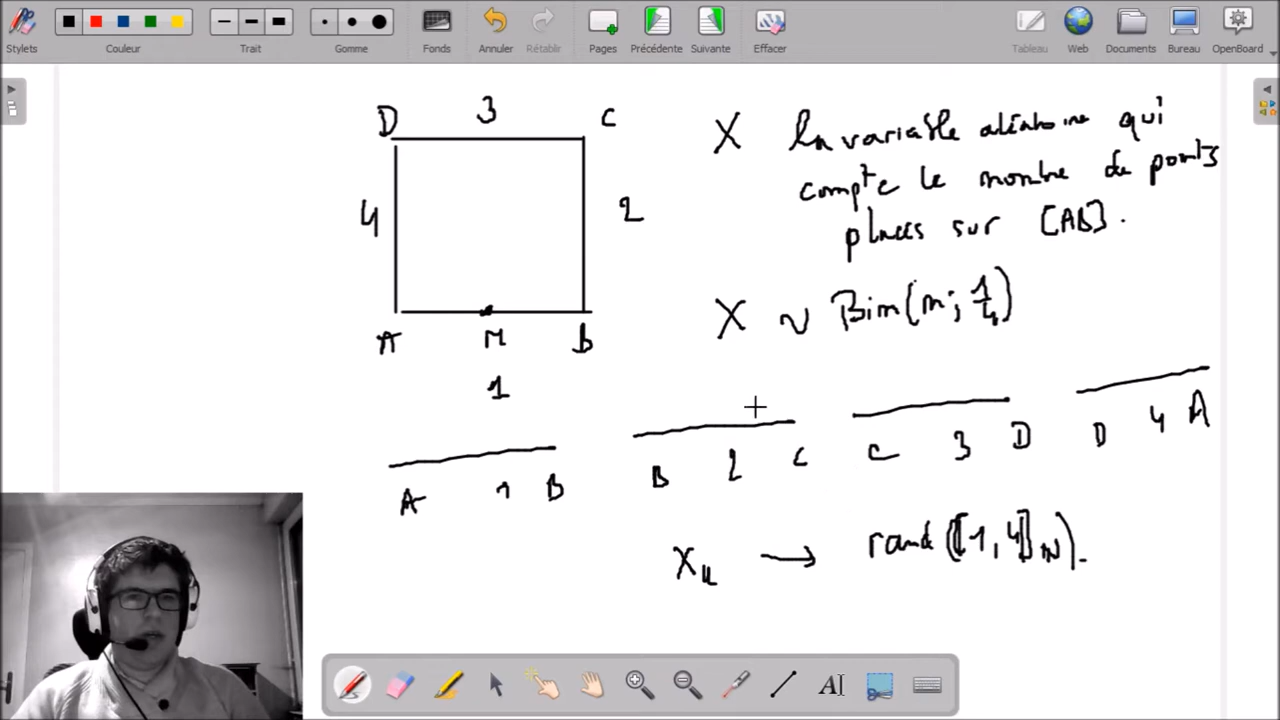 Stylets Couleur Trait Gomme Fonds Annuler Rétablir Pages Précédente Suivante Effacer Tableau Web Documents Bureau OpenBoard
D 3 C
4 2
A M B
1
X la variable aléatoire qui
compte le nombre de points
placés sur [AB].
X ~ Bin(n; 1/4)
A 1 B B 2 C C 3 D D 4 A
X_k → rand([[1, 4]]_N).